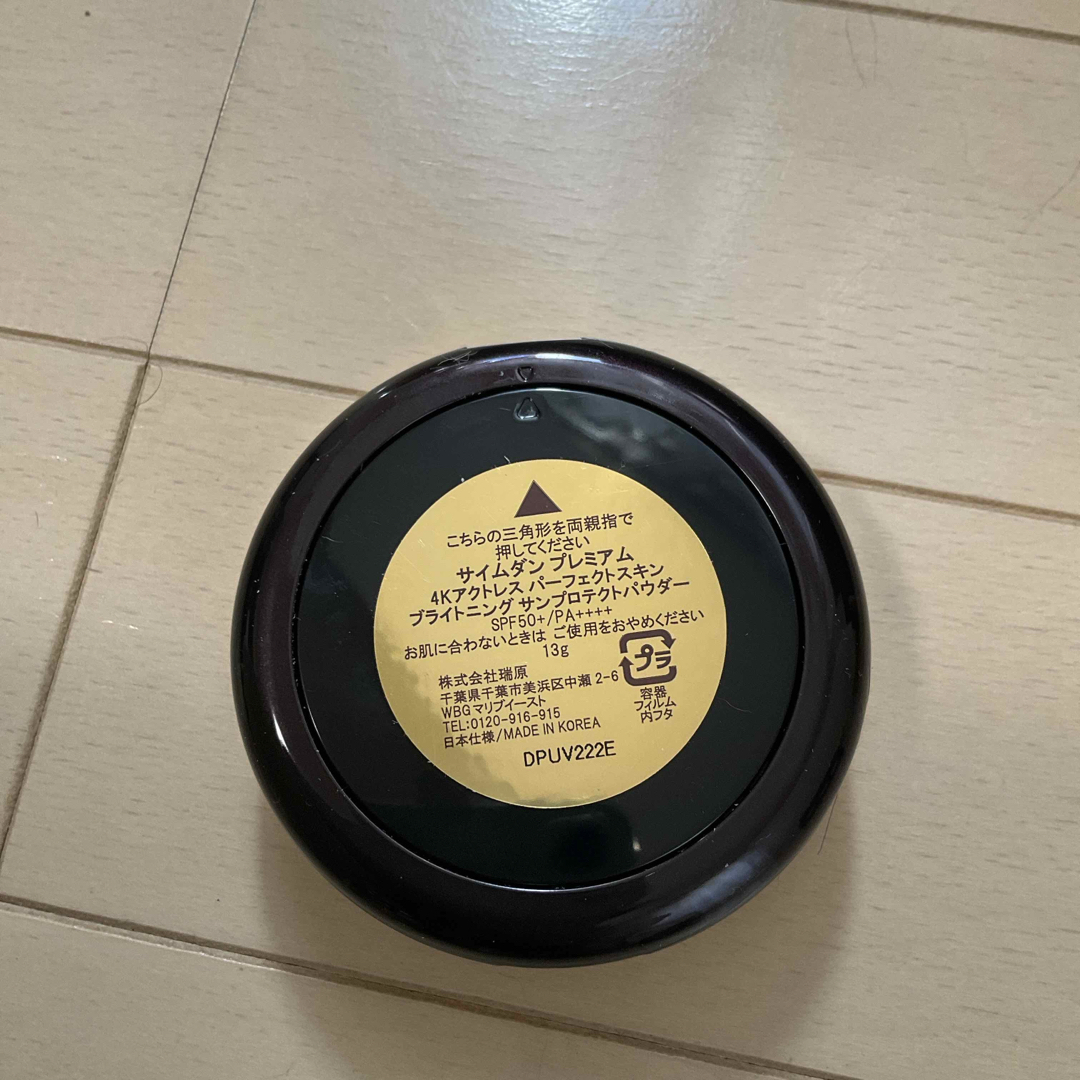 こちらの三角形を両親指で
押してください
サイムダン プレミアム
4Kアクトレス パーフェクトスキン
ブライトニング サンプロテクトパウダー
SPF50+/PA++++
お肌に合わないときは ご使用をおやめください
13g
株式会社瑞原
千葉県千葉市美浜区中瀬 2-6
WBGマリブイースト
TEL:0120-916-915
日本仕様/MADE IN KOREA
プラ
容器
フィルム
内フタ
DPUV222E